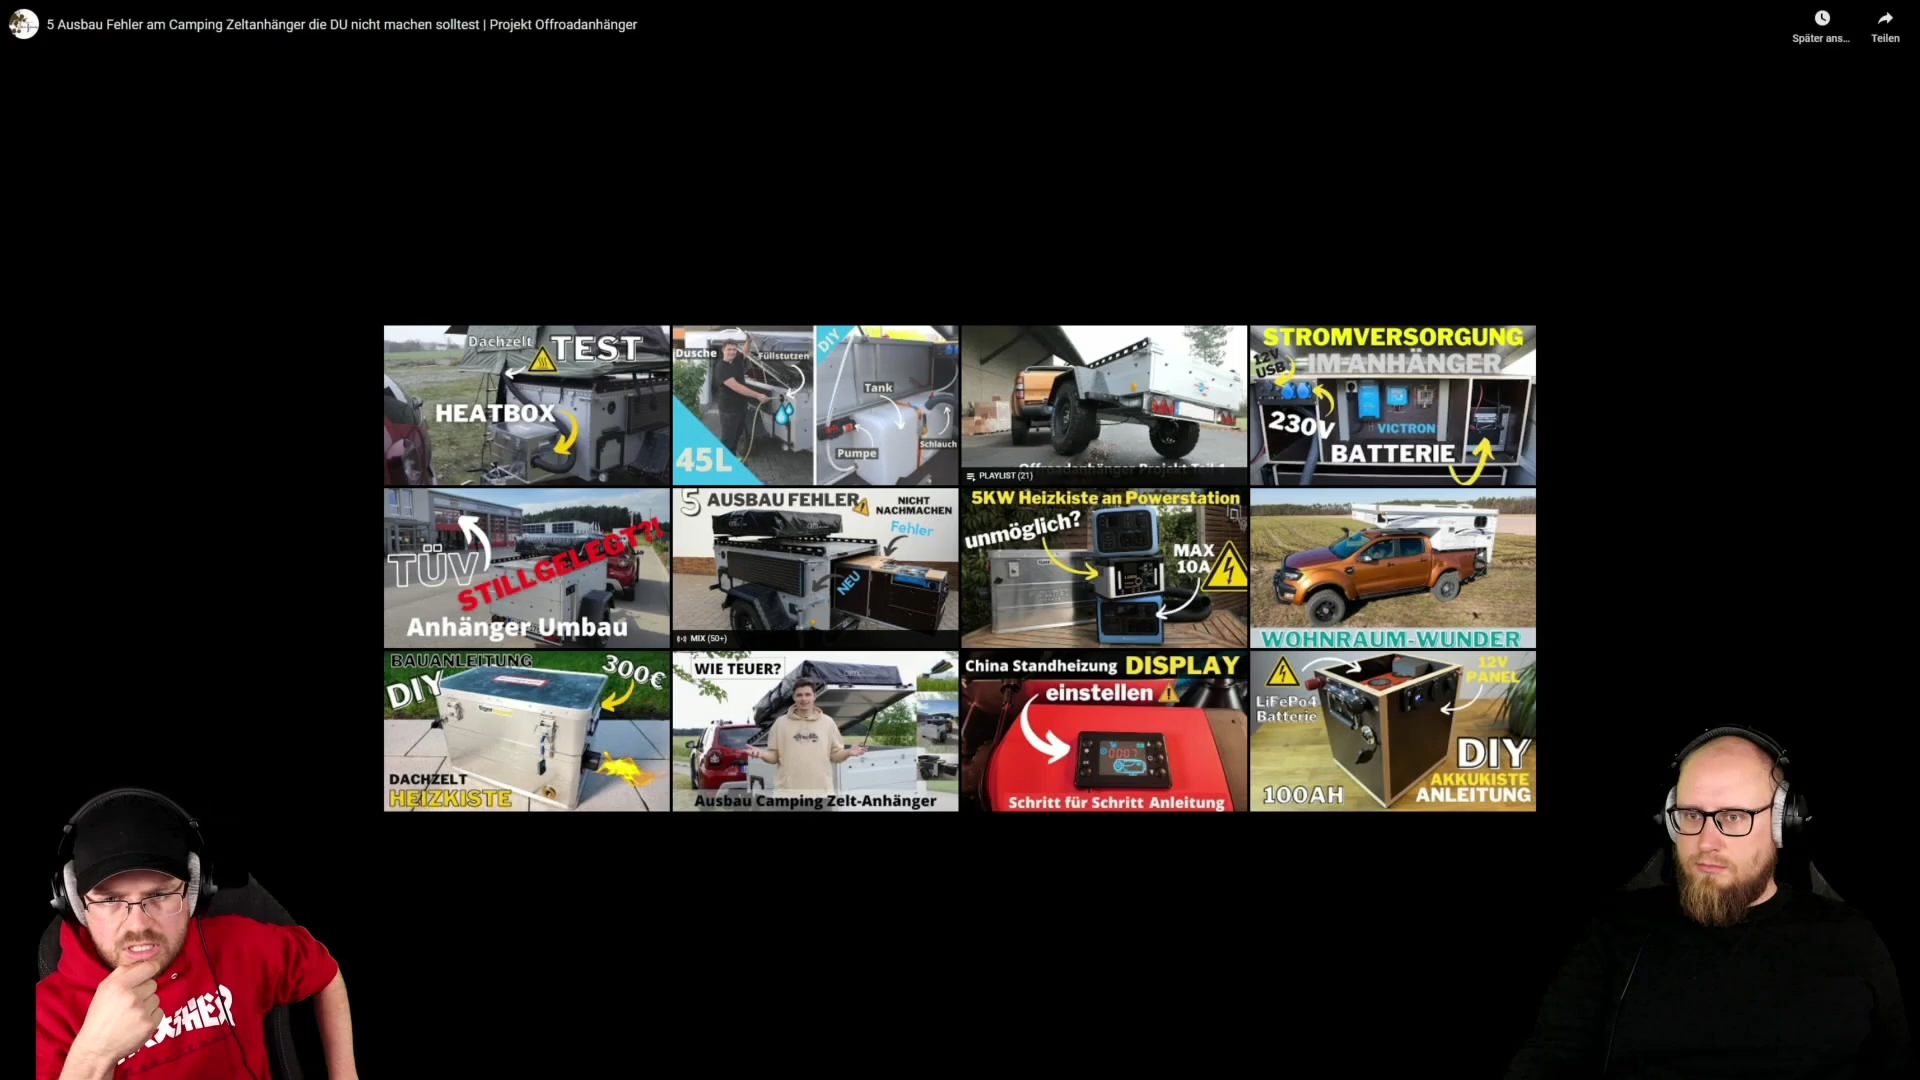 5 Ausbau Fehler am Camping Zeltanhänger die DU nicht machen solltest | Projekt Offroadanhänger
Später ans...
Teilen
Dachzelt
TEST
HEATBOX
Dusche
Füllstutzen
DIY
Tank
Schlauch
Pumpe
45L
Offroadanhänger Projekt Teil 1
PLAYLIST (21)
STROMVERSORGUNG
IM ANHÄNGER
12V
USB
230V
VICTRON
BATTERIE
TÜV
STILLGELEGT?!
Anhänger Umbau
5 AUSBAU FEHLER
NICHT
NACHMACHEN
Fehler
NEU
MIX (50+)
5KW Heizkiste an Powerstation
unmöglich?
MAX
10A
WOHNRAUM-WUNDER
BAUANLEITUNG
DIY
300€
DACHZELT
HEIZKISTE
WIE TEUER?
Ausbau Camping Zelt-Anhänger
China Standheizung DISPLAY
einstellen
Schritt für Schritt Anleitung
12V
PANEL
LiFePo4
Batterie
DIY
AKKUKISTE
ANLEITUNG
100AH